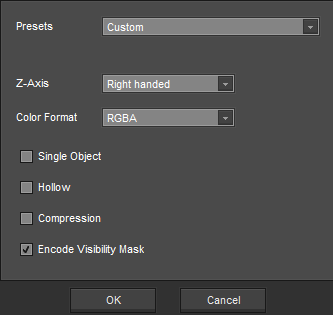 Presets Custom
Z-Axis Right handed
Color Format RGBA
Single Object
Hollow
Compression
Encode Visibility Mask
OK Cancel